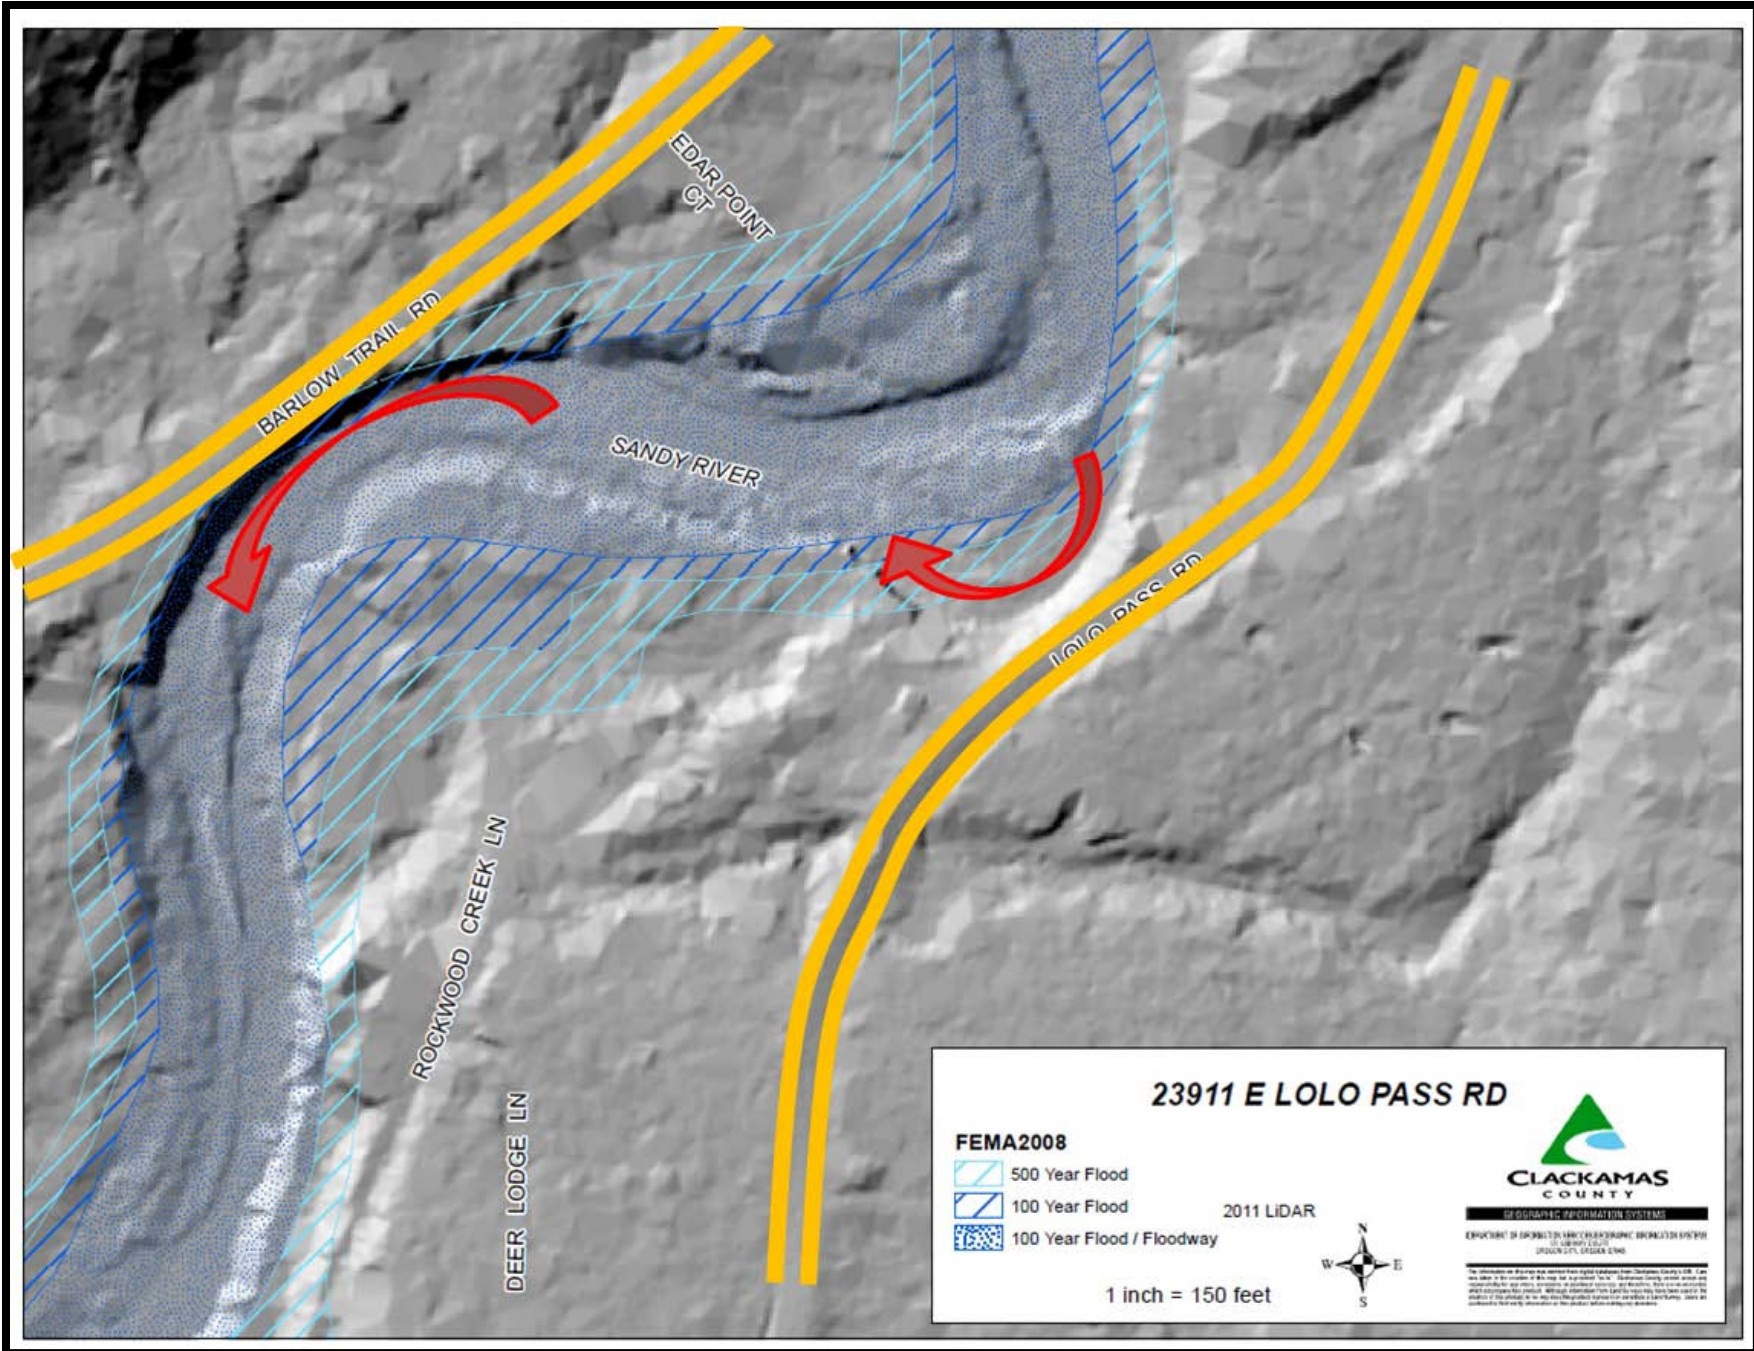 EDAR POINT
CT
BARLOW TRAIL RD
SANDY RIVER
LOLO PASS RD
ROCKWOOD CREEK LN
DEER LODGE LN
23911 E LOLO PASS RD
FEMA2008
500 Year Flood
100 Year Flood
100 Year Flood / Floodway
2011 LiDAR
1 inch = 150 feet
N
W E
S
CLACKAMAS
COUNTY
GEOGRAPHIC INFORMATION SYSTEMS